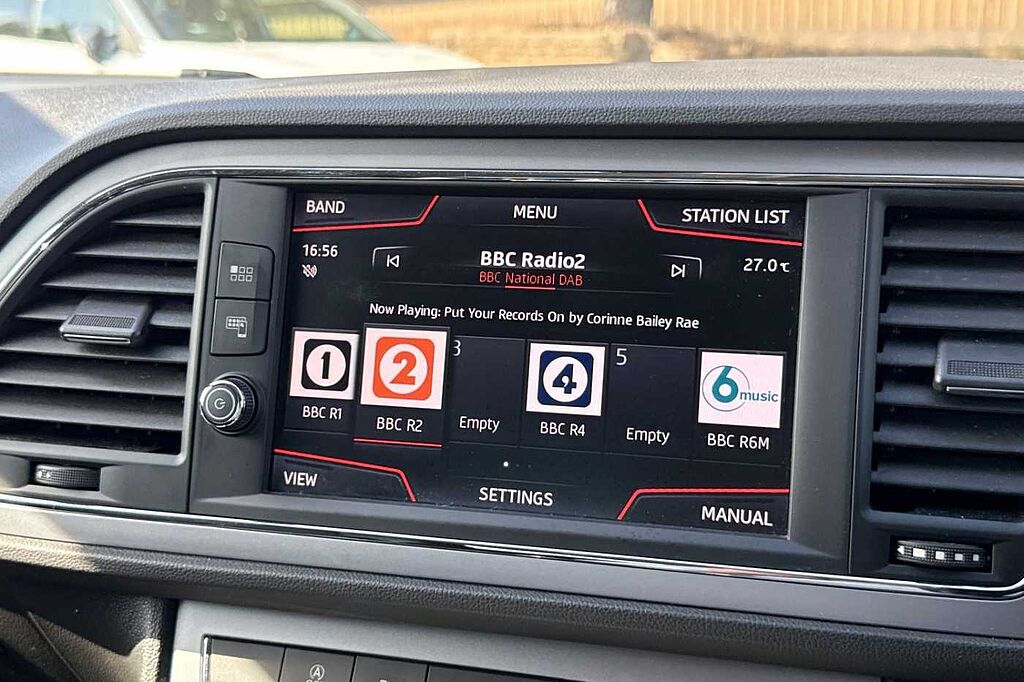 BAND
MENU
STATION LIST
16:56
BBC Radio2
27.0℃
BBC National DAB
Now Playing: Put Your Records On by Corinne Bailey Rae
1
2
3
4
5
6 music
BBC R1
BBC R2
Empty
BBC R4
Empty
BBC R6M
VIEW
SETTINGS
MANUAL
A